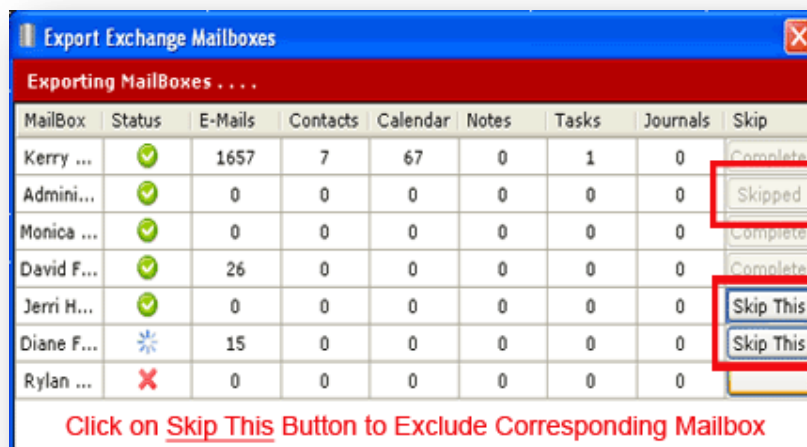 Export Exchange Mailboxes
Exporting MailBoxes . . . .
MailBox Status E-Mails Contacts Calendar Notes Tasks Journals Skip
Kerry ... 1657 7 67 0 1 0 Complete
Admini... 0 0 0 0 0 0 Skipped
Monica ... 0 0 0 0 0 0 Complete
David F... 26 0 0 0 0 0 Complete
Jerri H... 0 0 0 0 0 0 Skip This
Diane F... 15 0 0 0 0 0 Skip This
Rylan ... 0 0 0 0 0 0
Click on Skip This Button to Exclude Corresponding Mailbox